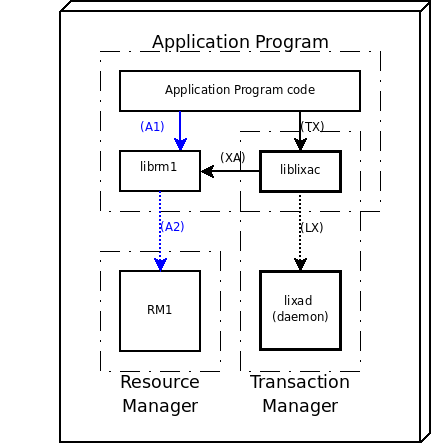 Application Program
Application Program code
(A1)
(TX)
librm1
(XA)
liblixac
(A2)
(LX)
RM1
lixad
(daemon)
Resource
Manager
Transaction
Manager